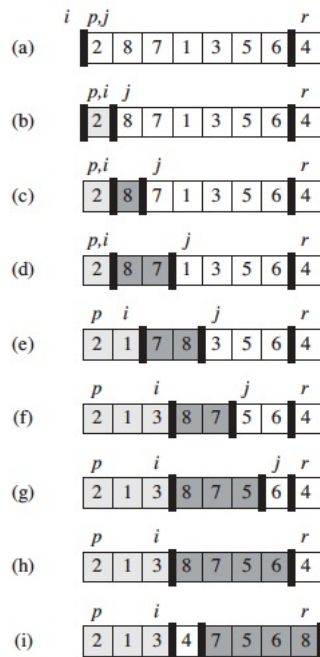 i p,j r
(a) 2 8 7 1 3 5 6 4
p,i j r
(b) 2 8 7 1 3 5 6 4
p,i j r
(c) 2 8 7 1 3 5 6 4
p,i j r
(d) 2 8 7 1 3 5 6 4
p i j r
(e) 2 1 7 8 3 5 6 4
p i j r
(f) 2 1 3 8 7 5 6 4
p i j r
(g) 2 1 3 8 7 5 6 4
p i r
(h) 2 1 3 8 7 5 6 4
p i r
(i) 2 1 3 4 7 5 6 8